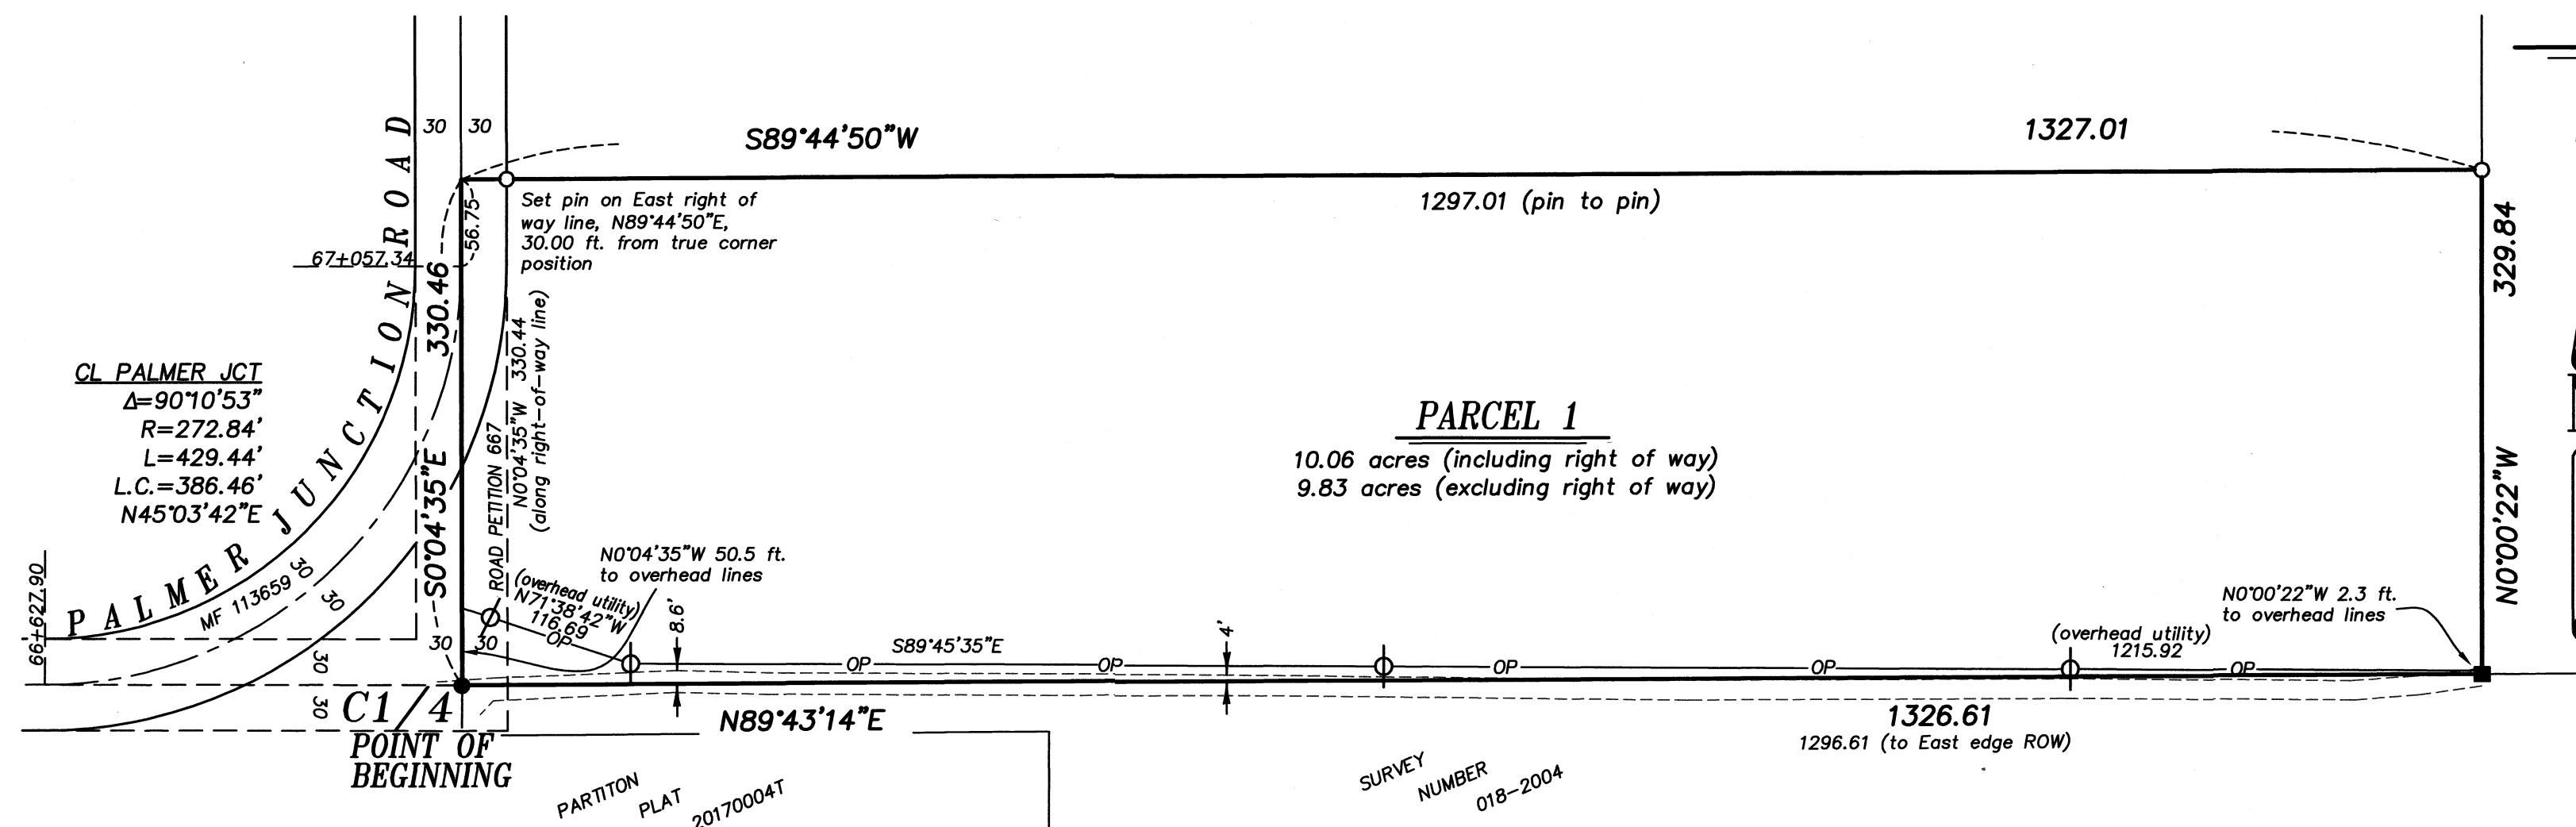 S89°44'50"W
1327.01
1297.01 (pin to pin)
30 30
Set pin on East right of
way line, N89°44'50"E,
30.00 ft. from true corner
position
56.75
67+057.34
330.46
S0°04'35"E
PALMER JUNCTION ROAD
CL PALMER JCT
Δ=90°10'53"
R=272.84'
L=429.44'
L.C.=386.46'
N45°03'42"E
ROAD PETITION 667
N0°04'35"W 330.44
(along right-of-way line)
329.84
N0°00'22"W
PARCEL 1
10.06 acres (including right of way)
9.83 acres (excluding right of way)
66+627.90
MF 113659
30
30
30
30
30 30
(overhead utility)
N71°38'42"W
116.69
OP
N0°04'35"W 50.5 ft.
to overhead lines
8.6'
OP
S89°45'35"E
OP
4'
OP
OP
(overhead utility)
1215.92
OP
N0°00'22"W 2.3 ft.
to overhead lines
C1/4
POINT OF
BEGINNING
N89°43'14"E
1326.61
1296.61 (to East edge ROW)
PARTITON
PLAT
20170004T
SURVEY
NUMBER
018-2004